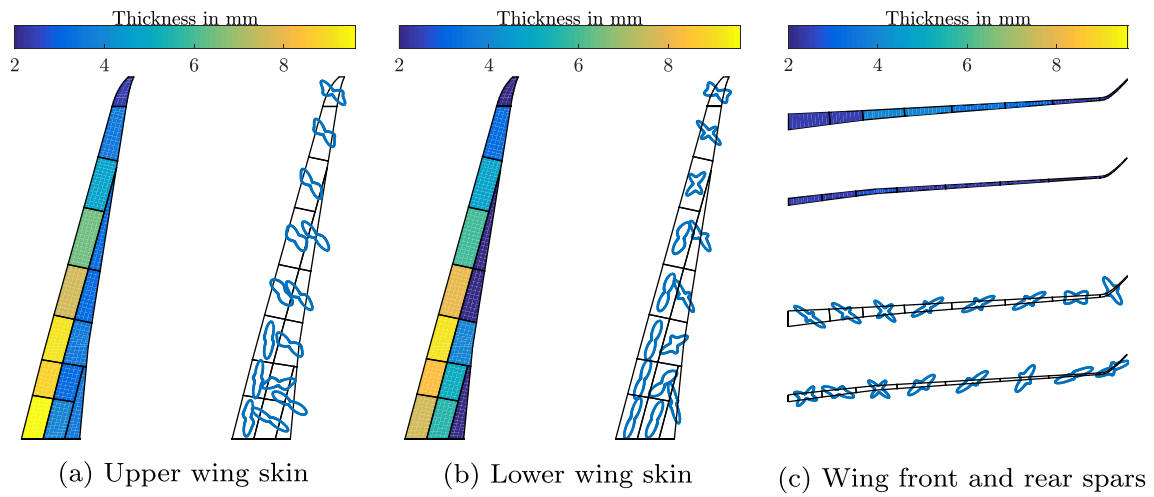 Thickness in mm
2 4 6 8
(a) Upper wing skin
Thickness in mm
2 4 6 8
(b) Lower wing skin
Thickness in mm
2 4 6 8
(c) Wing front and rear spars